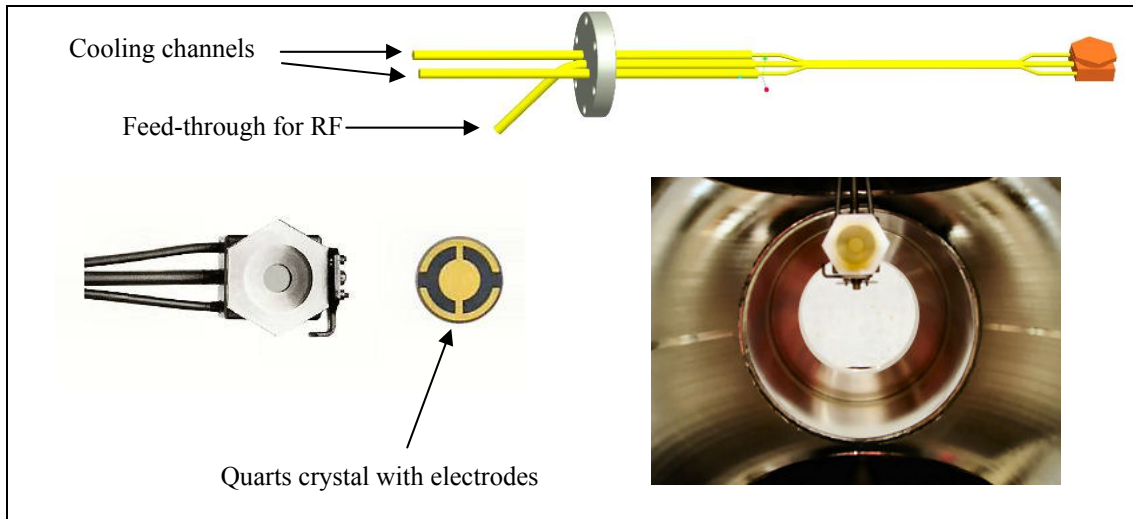 Cooling channels
Feed-through for RF
Quarts crystal with electrodes